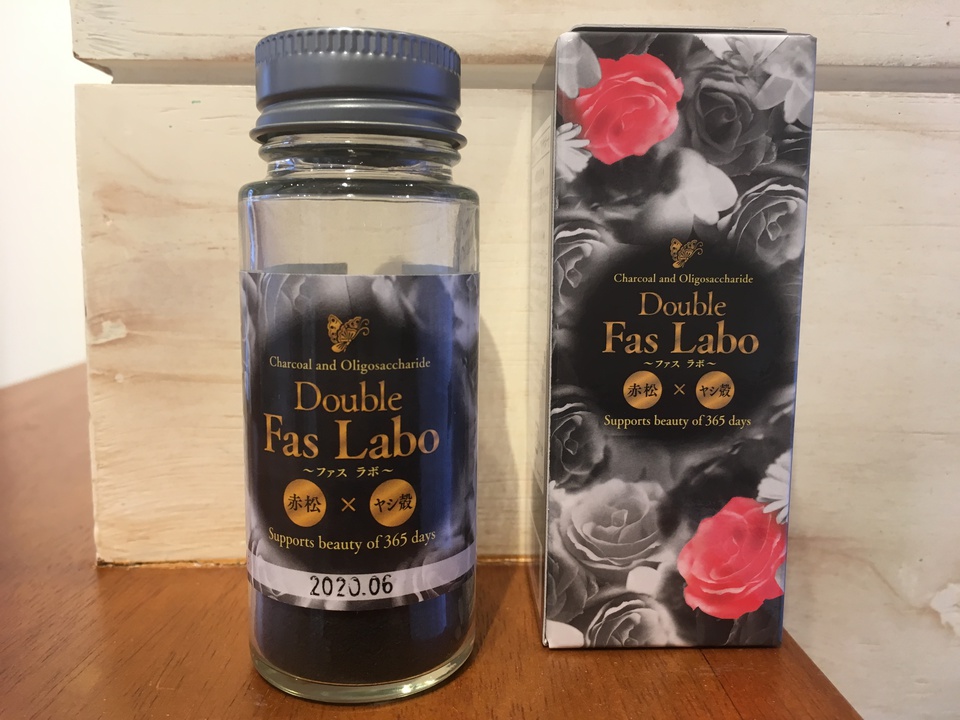 Charcoal and Oligosaccharide
Double
Fas Labo
～ファス ラボ～
赤松 × ヤシ殻
Supports beauty of 365 days
2020.06
Charcoal and Oligosaccharide
Double
Fas Labo
～ファス ラボ～
赤松 × ヤシ殻
Supports beauty of 365 days